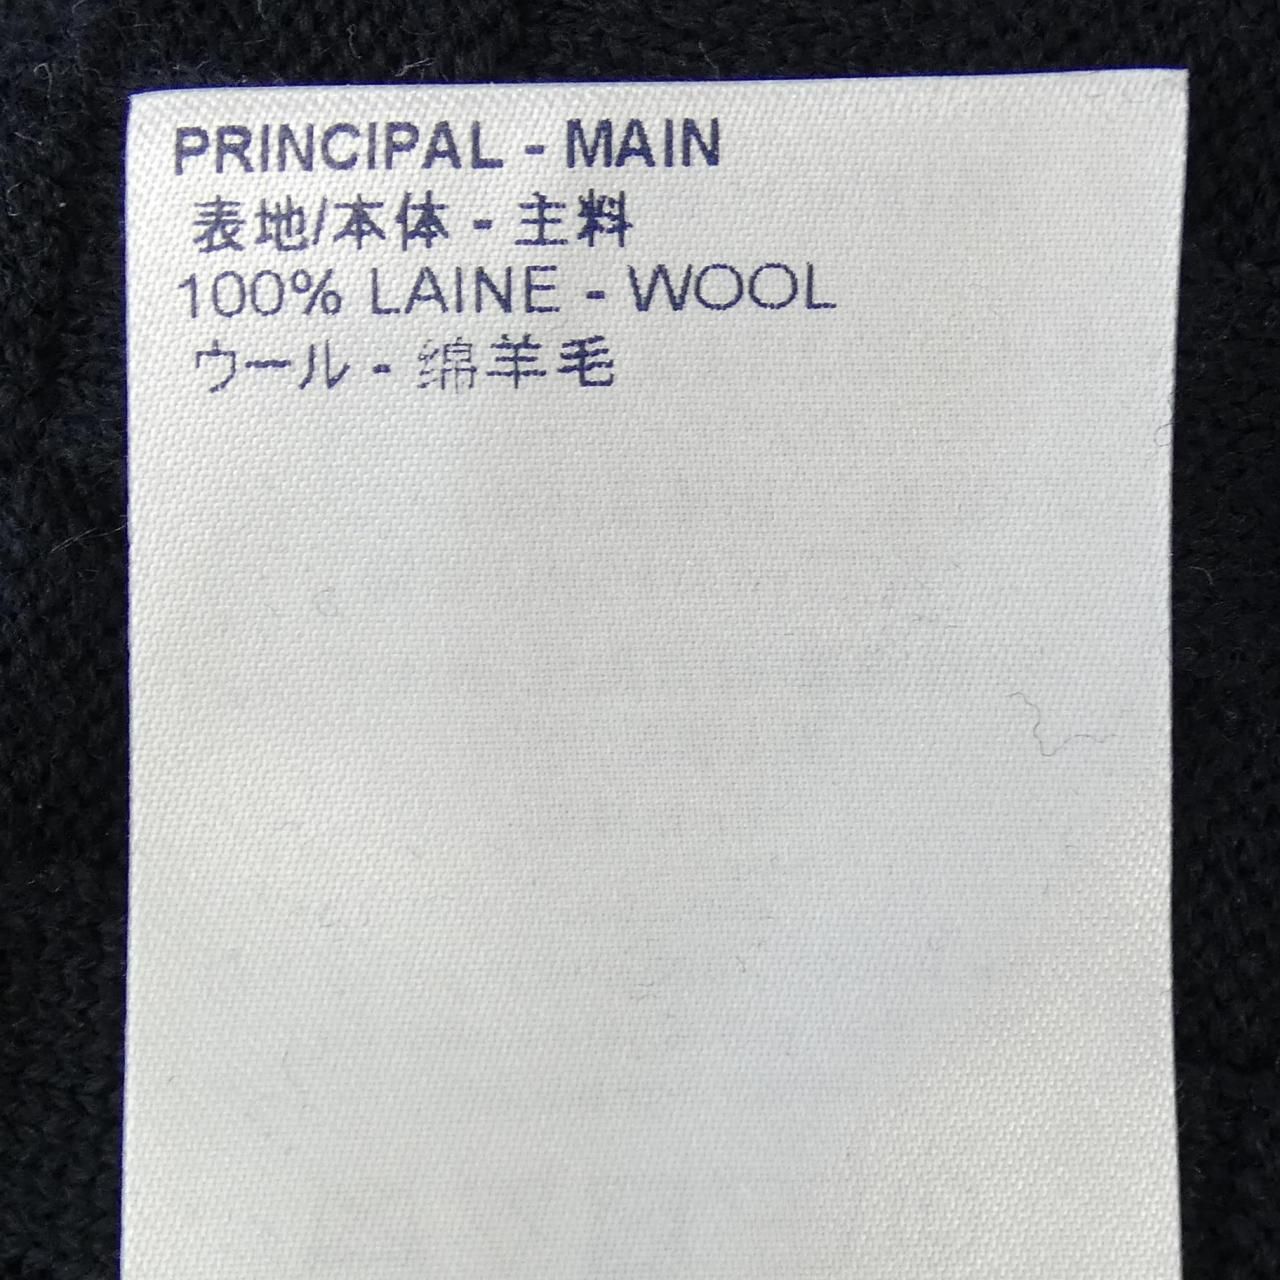 PRINCIPAL - MAIN
表地/本体 - 主料
100% LAINE - WOOL
ウール - 绵羊毛